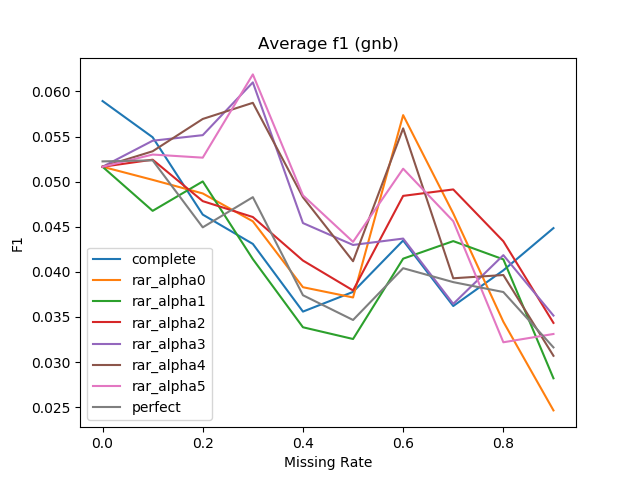 Average f1 (gnb)
0.060
0.055
0.050
0.045
0.040
0.035
0.030
0.025
F1
complete
rar_alpha0
rar_alpha1
rar_alpha2
rar_alpha3
rar_alpha4
rar_alpha5
perfect
0.0 0.2 0.4 0.6 0.8
Missing Rate